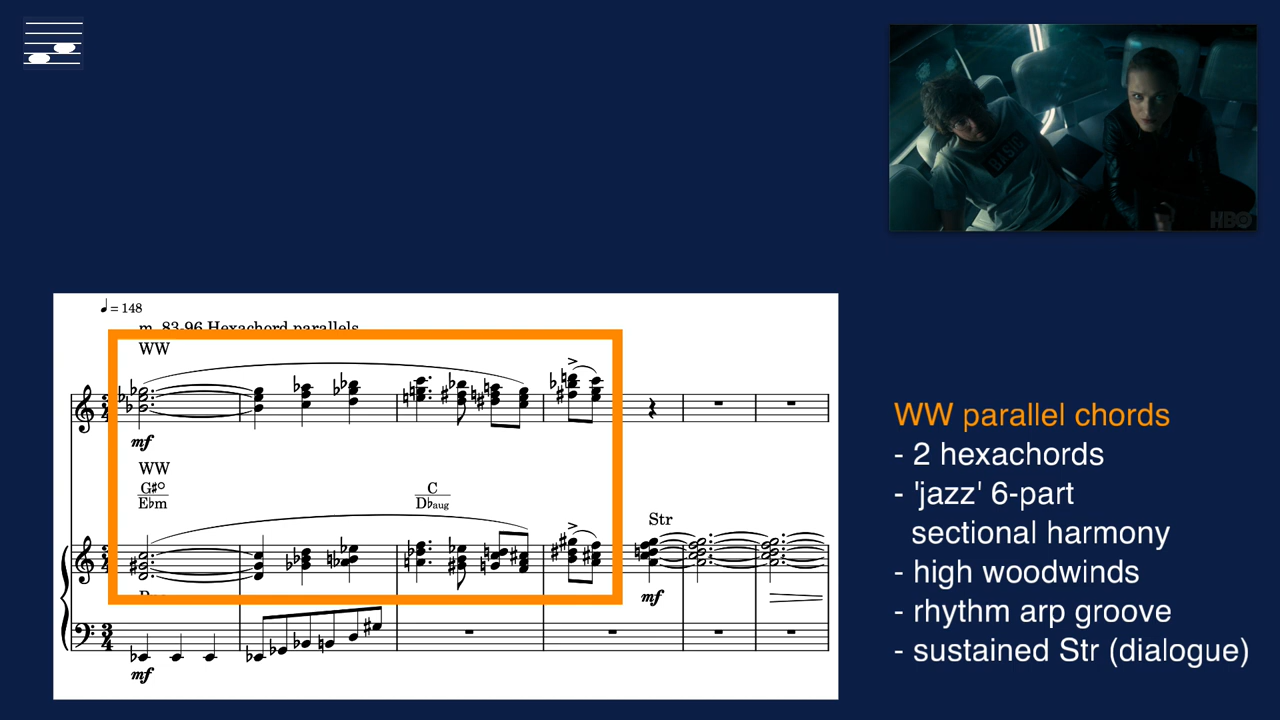 BASIC
HBO
♩ = 148
m. 83-96 Hexachord parallels
WW
mf
WW
G#o
E♭m
C
D♭aug
Str
mf
mf
WW parallel chords
- 2 hexachords
- 'jazz' 6-part
sectional harmony
- high woodwinds
- rhythm arp groove
- sustained Str (dialogue)